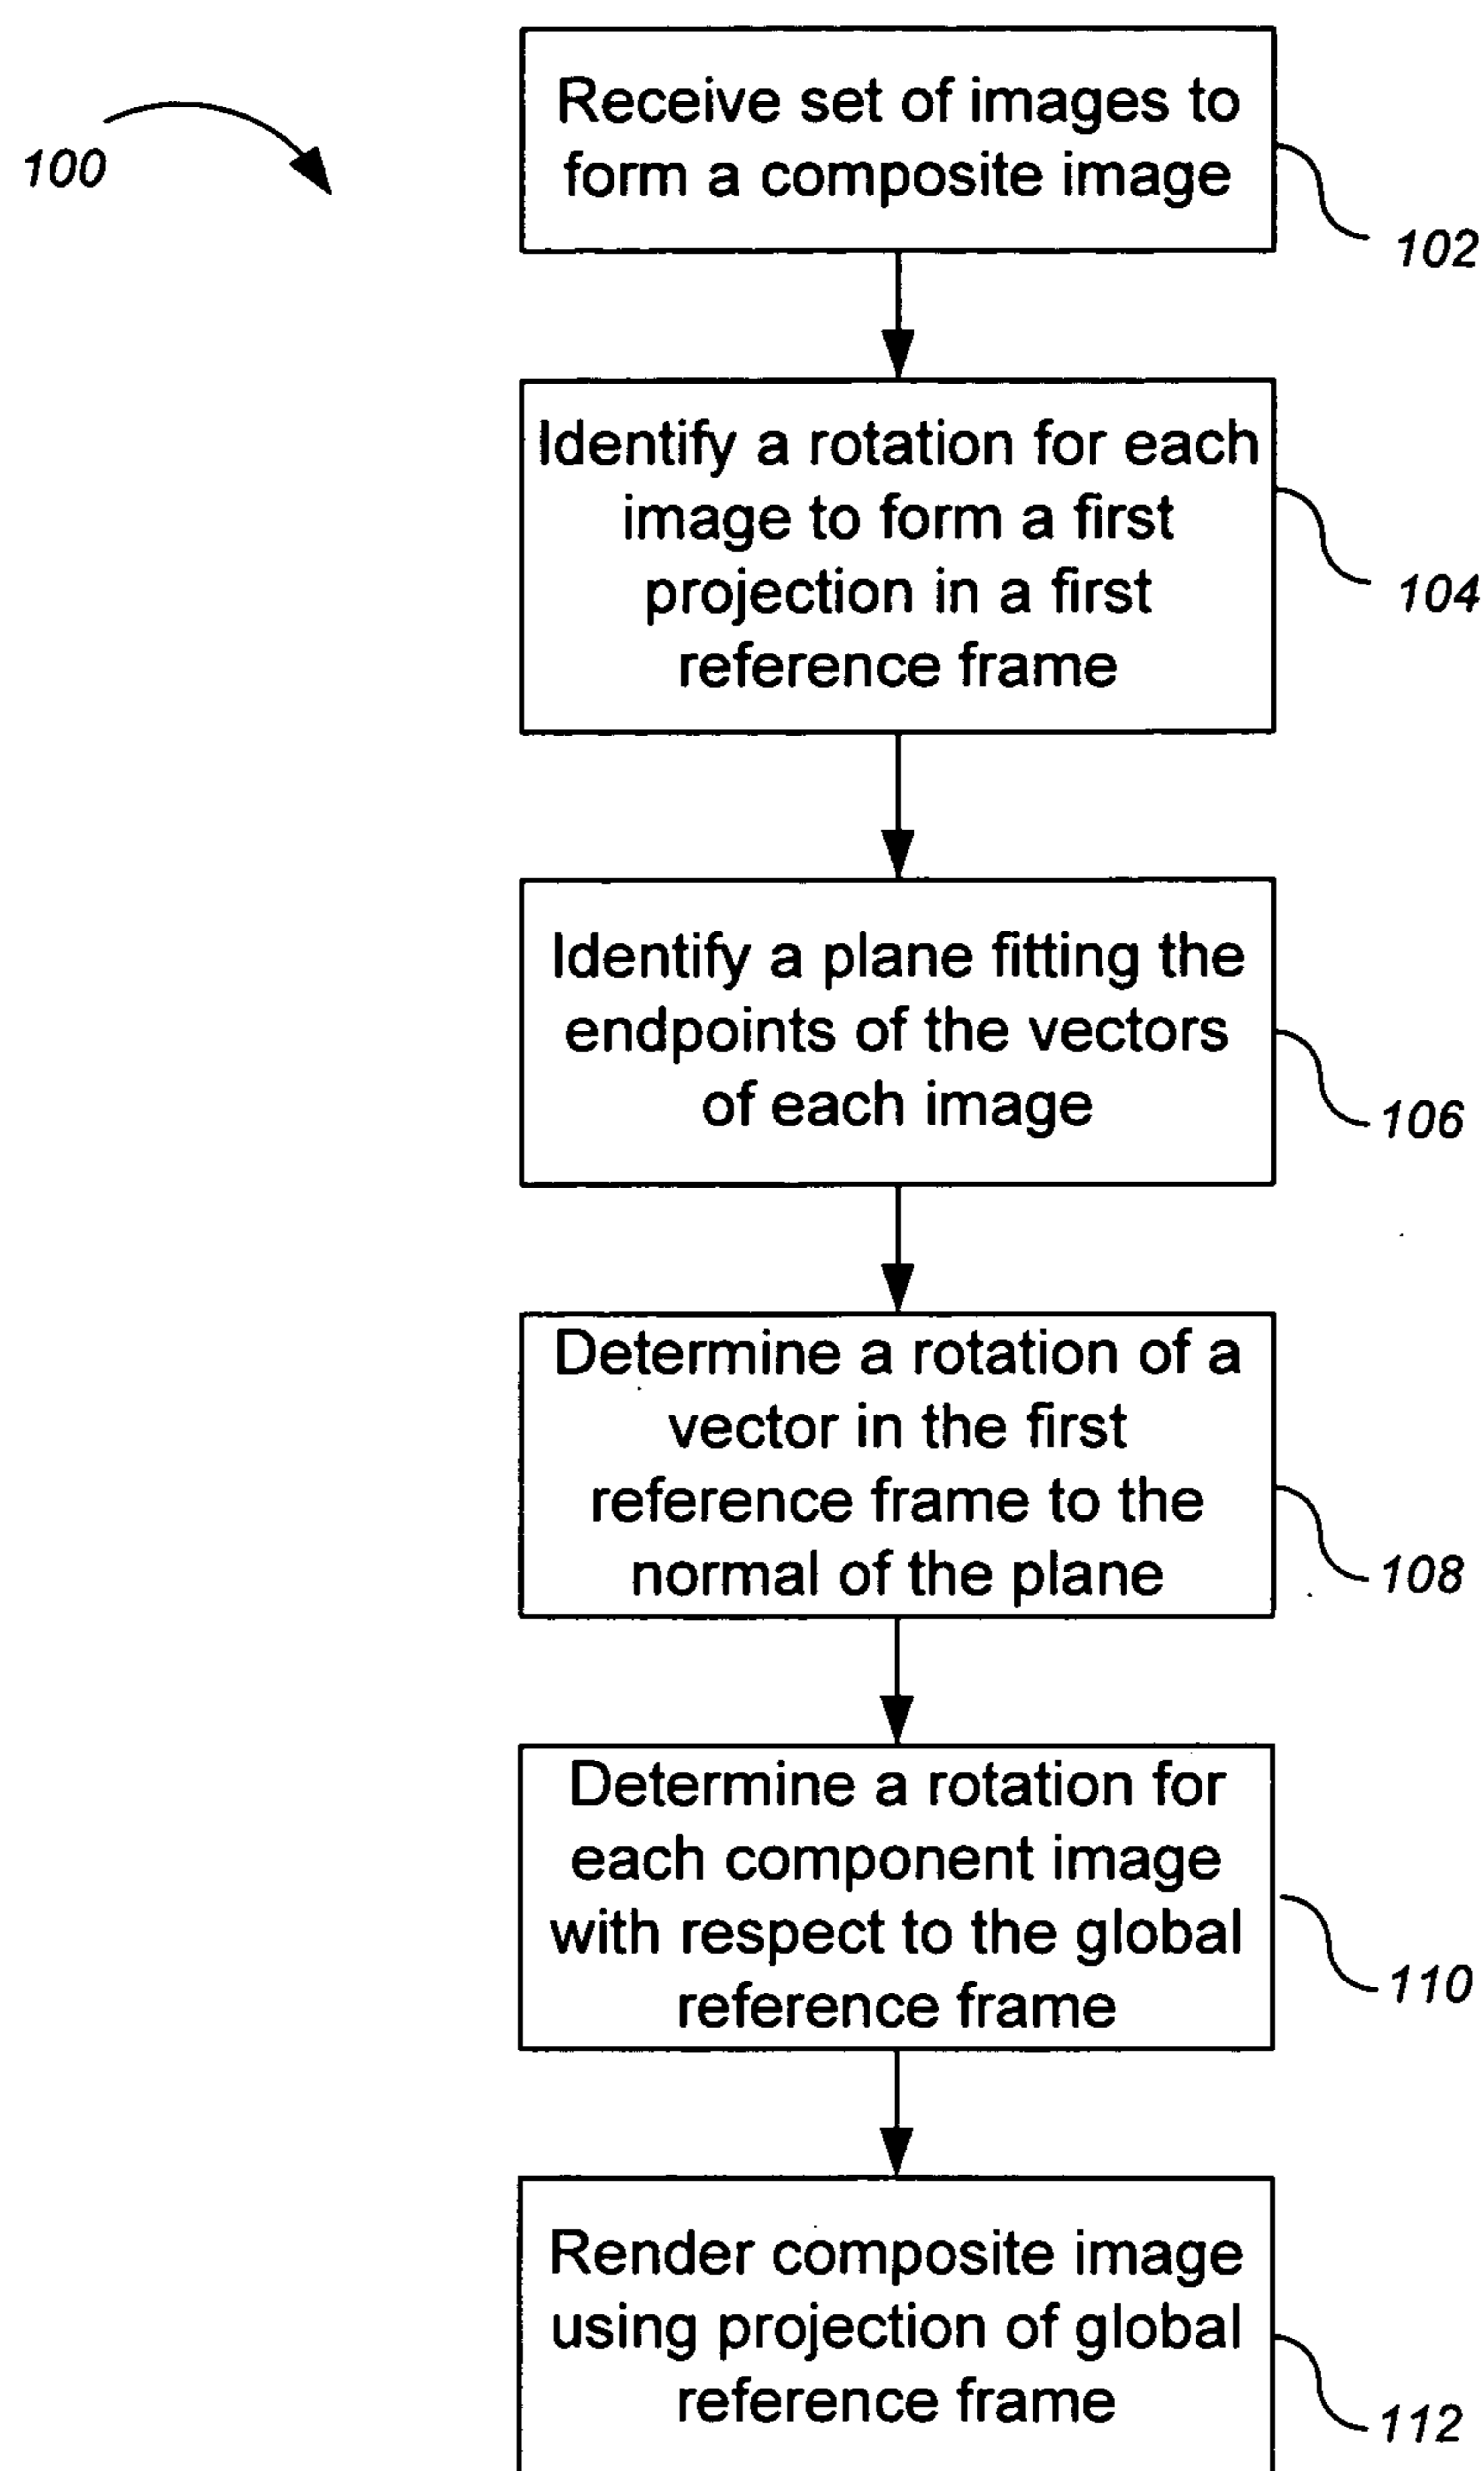 100
Receive set of images to
form a composite image
102
Identify a rotation for each
image to form a first
projection in a first
reference frame
104
Identify a plane fitting the
endpoints of the vectors
of each image
106
Determine a rotation of a
vector in the first
reference frame to the
normal of the plane
108
Determine a rotation for
each component image
with respect to the global
reference frame
110
Render composite image
using projection of global
reference frame
112